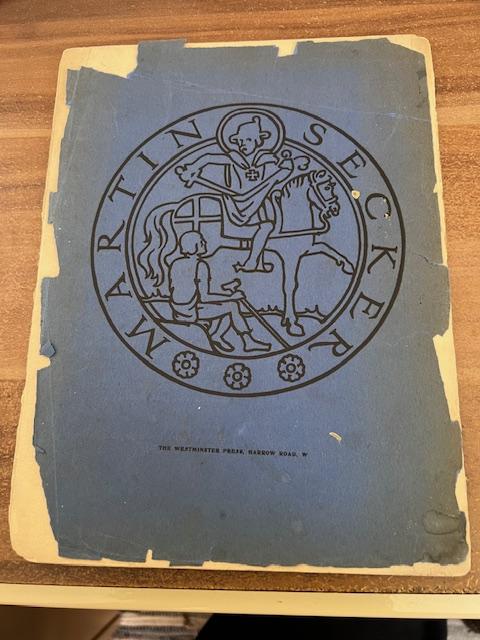 MARTIN SECKER
THE WESTMINSTER PRESS, HARROW ROAD, W